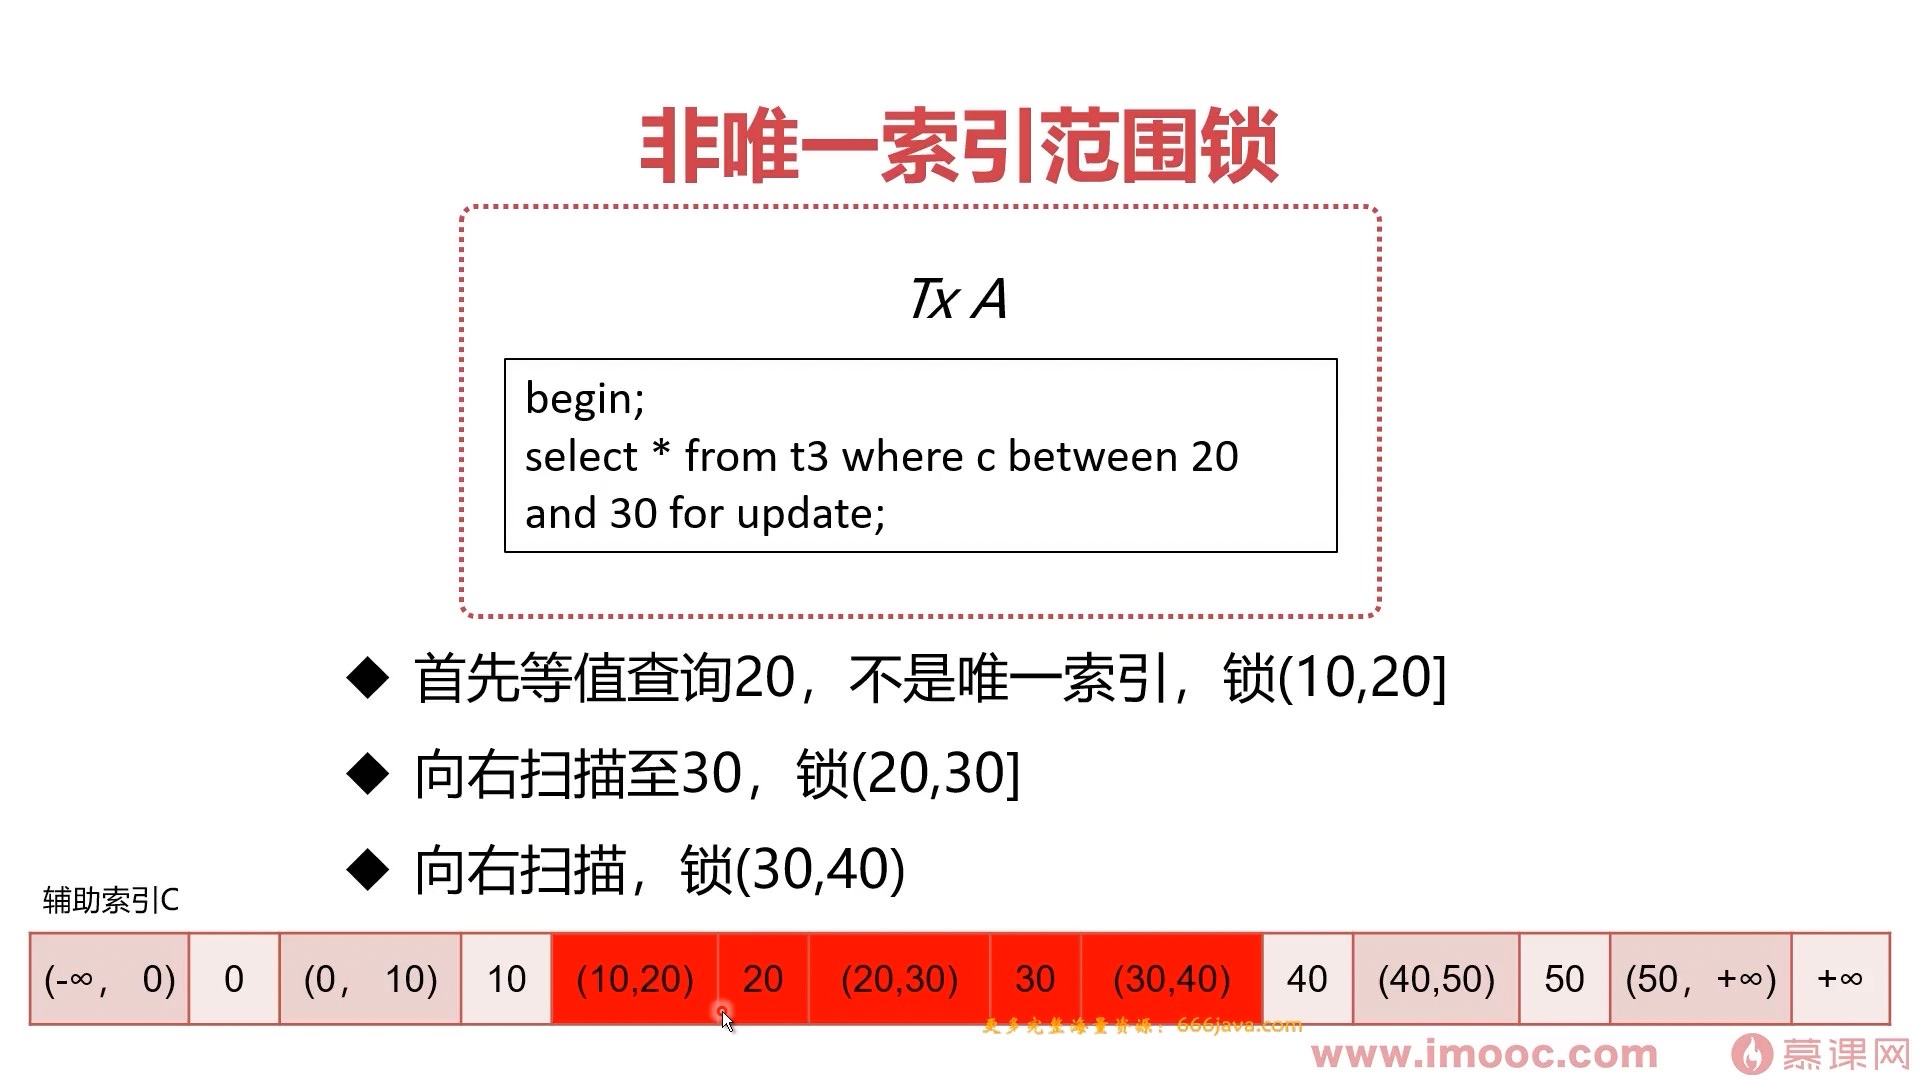 非唯一索引范围锁
Tx A
begin;
select * from t3 where c between 20
and 30 for update;
◆ 首先等值查询20，不是唯一索引，锁(10,20]
◆ 向右扫描至30，锁(20,30]
◆ 向右扫描，锁(30,40)
辅助索引C
(-∞， 0) 0 (0， 10) 10 (10,20) 20 (20,30) 30 (30,40) 40 (40,50) 50 (50，+∞) +∞
更多完整海量资源：666java.com
www.imooc.com 慕课网